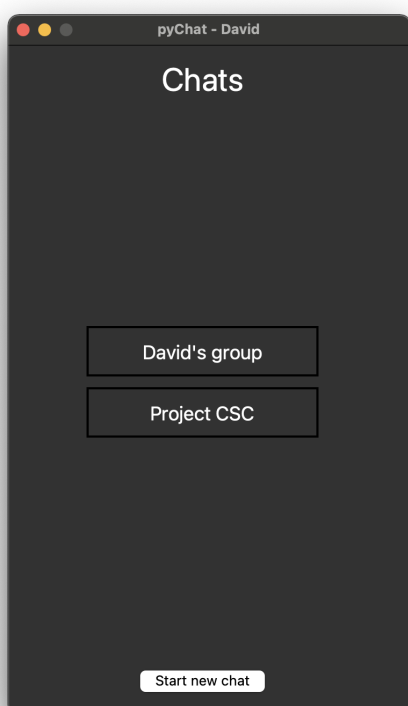 pyChat - David
Chats
David's group
Project CSC
Start new chat